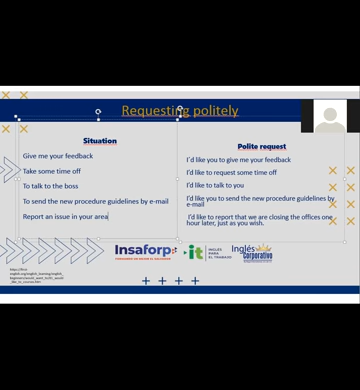 Requesting politely
Situation
Give me your feedback
Take some time off
To talk to the boss
To send the new procedure guidelines by e-mail
Report an issue in your area
Polite request
I'd like you to give me your feedback
I'd like to request some time off
I'd like to talk to you
I'd like you to send the new procedure guidelines by
e-mail
I'd like to report that we are closing the offices one
hour later, just as you wish.
Insaforp
it
INGLÉS
PARA
EL TRABAJO
Inglés
Corporativo